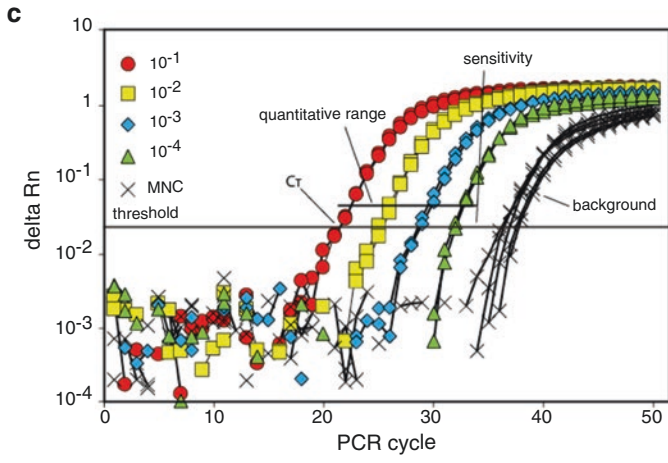 c
delta Rn
10
1
10⁻¹
10⁻²
10⁻³
10⁻⁴
10⁻¹
10⁻²
10⁻³
10⁻⁴
MNC
threshold
sensitivity
quantitative range
CT
background
0 10 20 30 40 50
PCR cycle